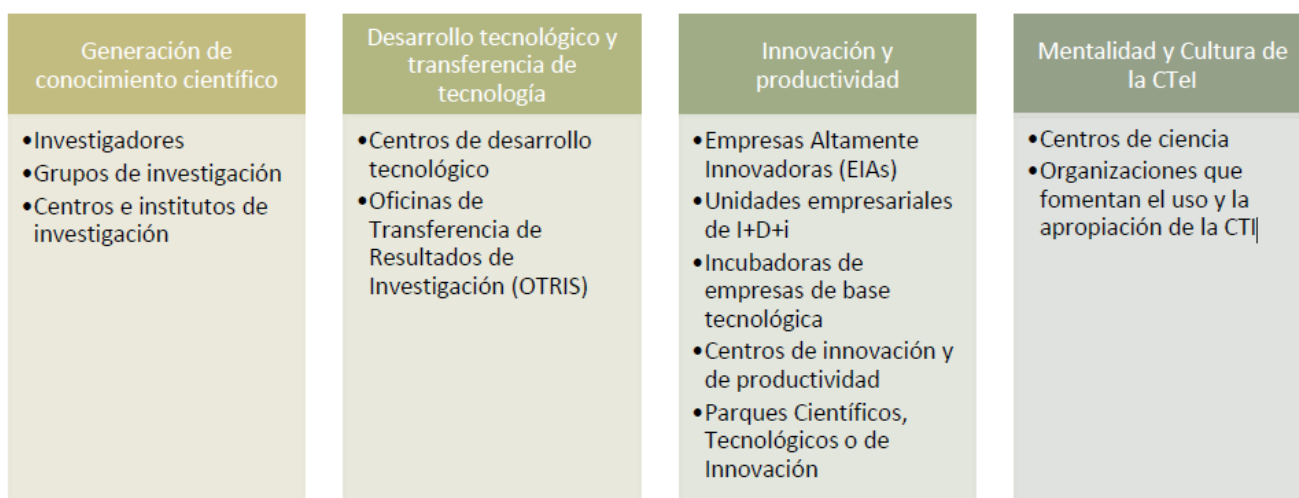 Generación de
conocimiento científico
•Investigadores
•Grupos de investigación
•Centros e institutos de
investigación
Desarrollo tecnológico y
transferencia de
tecnología
•Centros de desarrollo
tecnológico
•Oficinas de
Transferencia de
Resultados de
Investigación (OTRIS)
Innovación y
productividad
•Empresas Altamente
Innovadoras (EIAs)
•Unidades empresariales
de I+D+i
•Incubadoras de
empresas de base
tecnológica
•Centros de innovación y
de productividad
•Parques Científicos,
Tecnológicos o de
Innovación
Mentalidad y Cultura de
la CTeI
•Centros de ciencia
•Organizaciones que
fomentan el uso y la
apropiación de la CTI